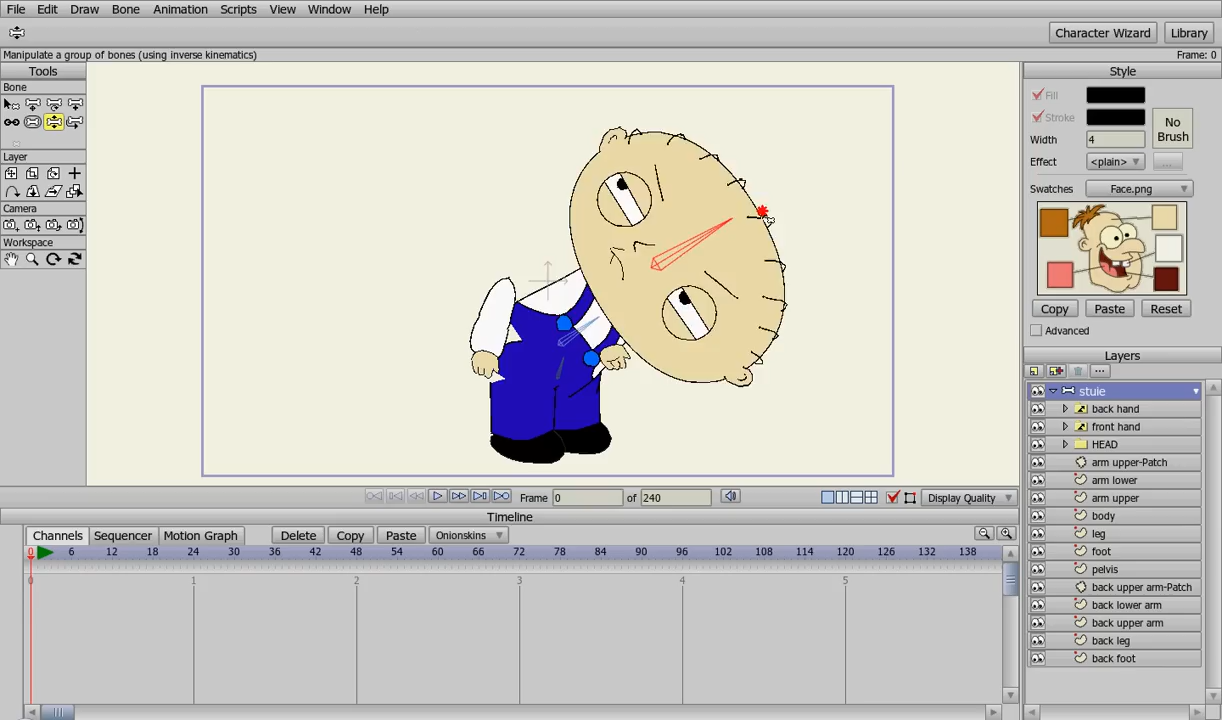 File Edit Draw Bone Animation Scripts View Window Help
Character Wizard Library
Manipulate a group of bones (using inverse kinematics) Frame: 0
Tools
Bone
Layer
Camera
Workspace
Style
Fill
Stroke
No Brush
Width 4
Effect <plain> ...
Swatches Face.png
Copy Paste Reset
Advanced
Layers
...
stuie
back hand
front hand
HEAD
arm upper-Patch
arm lower
arm upper
body
leg
foot
pelvis
back upper arm-Patch
back lower arm
back upper arm
back leg
back foot
Frame 0 of 240 Display Quality
Timeline
Channels Sequencer Motion Graph Delete Copy Paste Onionskins
0 6 12 18 24 30 36 42 48 54 60 66 72 78 84 90 96 102 108 114 120 126 132 138
0 1 2 3 4 5